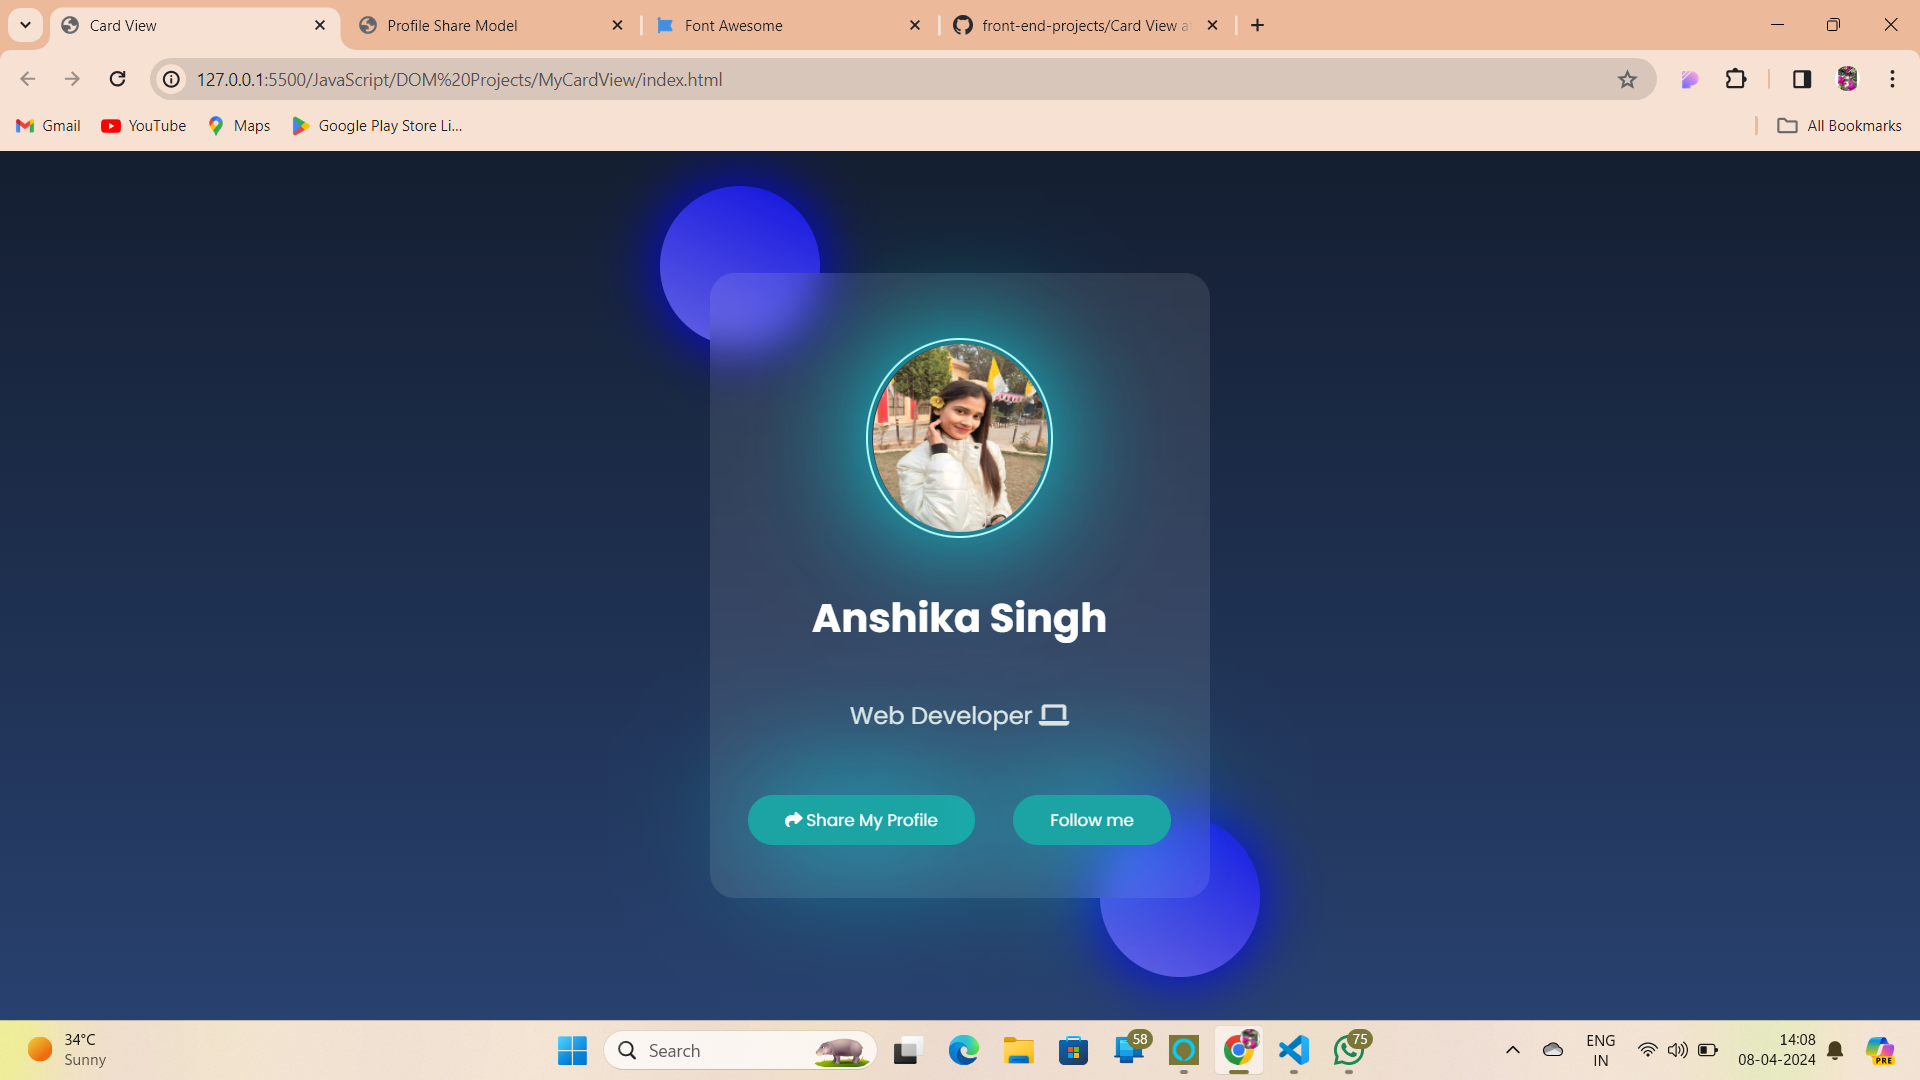 Card View
Profile Share Model
Font Awesome
front-end-projects/Card View a
127.0.0.1:5500/JavaScript/DOM%20Projects/MyCardView/index.html
Gmail
YouTube
Maps
Google Play Store Li...
All Bookmarks
Anshika Singh
Web Developer
Share My Profile
Follow me
34°C
Sunny
Search
58
75
ENG
IN
14:08
08-04-2024
PRE